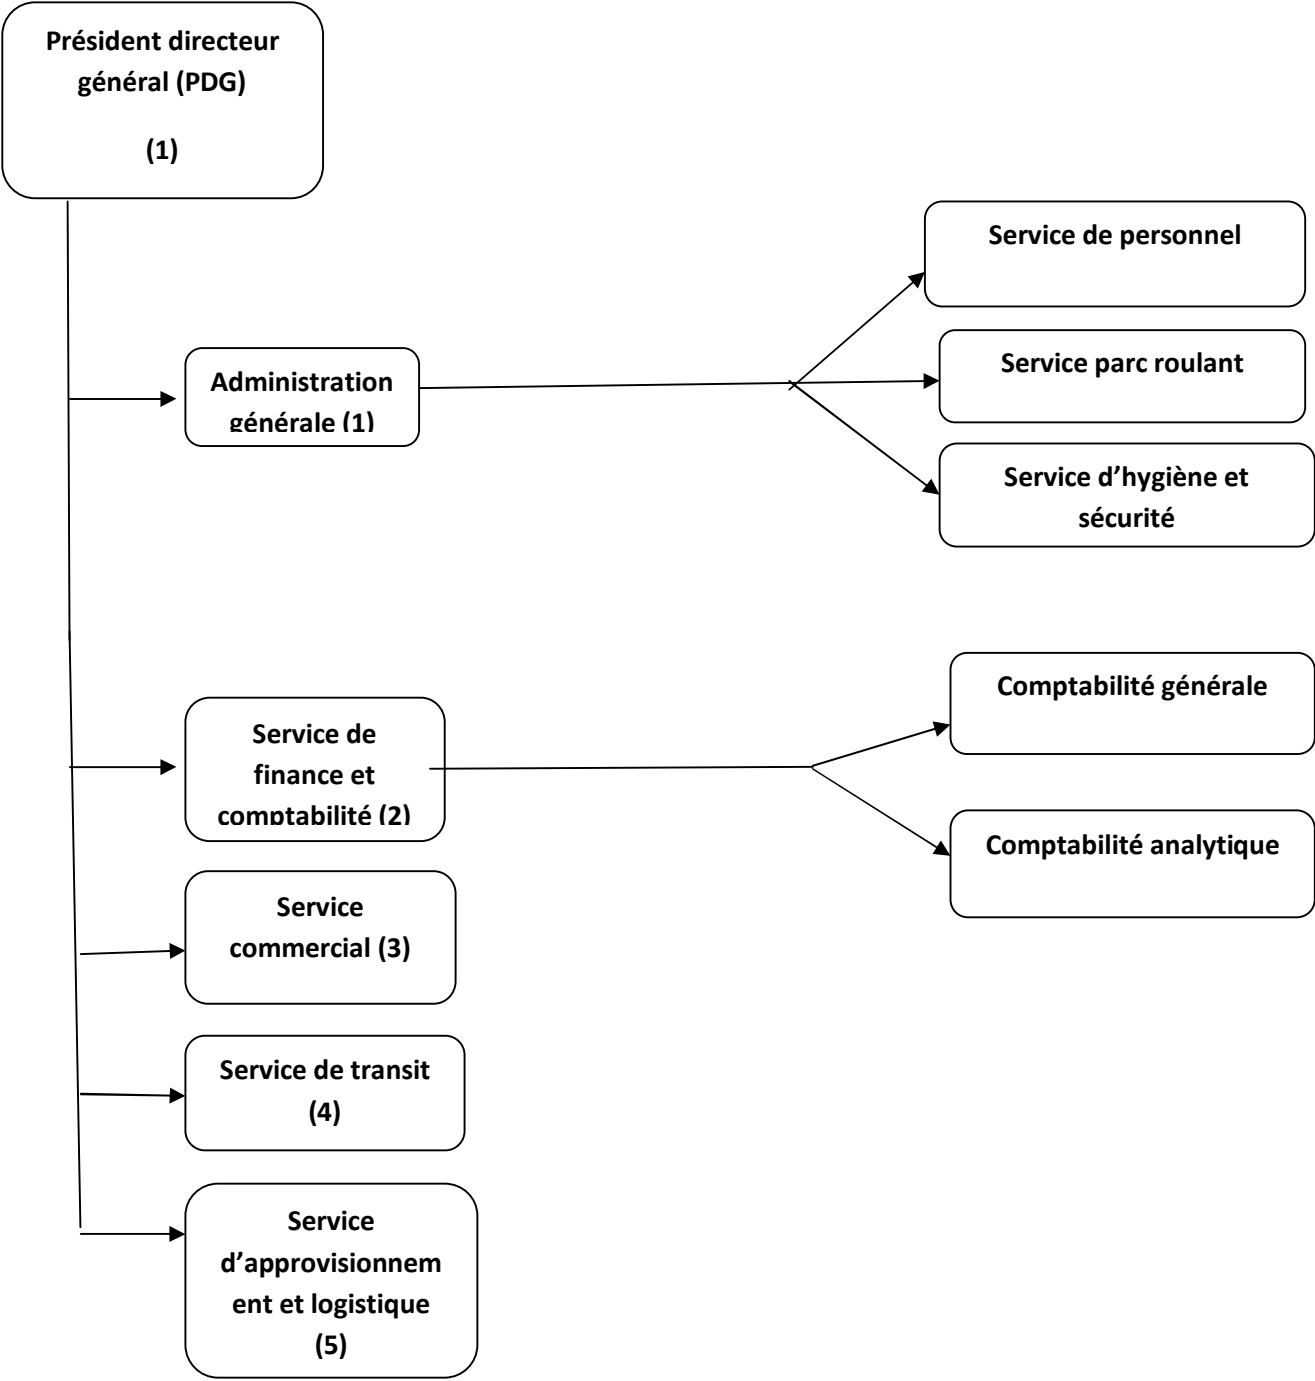 Président directeur
général (PDG)
(1)
Service de personnel
Service parc roulant
Administration
générale (1)
Service d’hygiène et
sécurité
Comptabilité générale
Service de
finance et
comptabilité (2)
Comptabilité analytique
Service
commercial (3)
Service de transit
(4)
Service
d’approvisionnem
ent et logistique
(5)